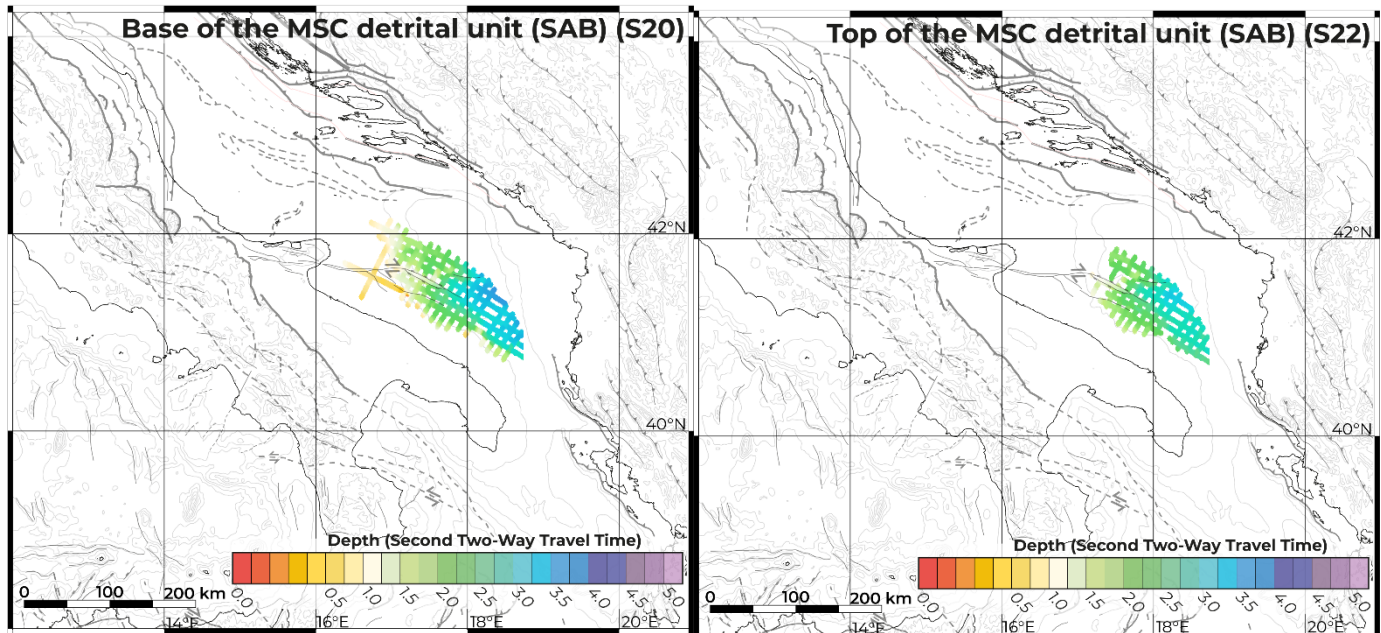 Base of the MSC detrital unit (SAB) (S20)
42°N
40°N
Depth (Second Two-Way Travel Time)
0.0 0.5 1.0 1.5 2.0 2.5 3.0 3.5 4.0 4.5 5.0
0 100 200 km
14°E 16°E 18°E 20°E
Top of the MSC detrital unit (SAB) (S22)
42°N
40°N
Depth (Second Two-Way Travel Time)
0.0 0.5 1.0 1.5 2.0 2.5 3.0 3.5 4.0 4.5 5.0
0 100 200 km
14°E 16°E 18°E 20°E